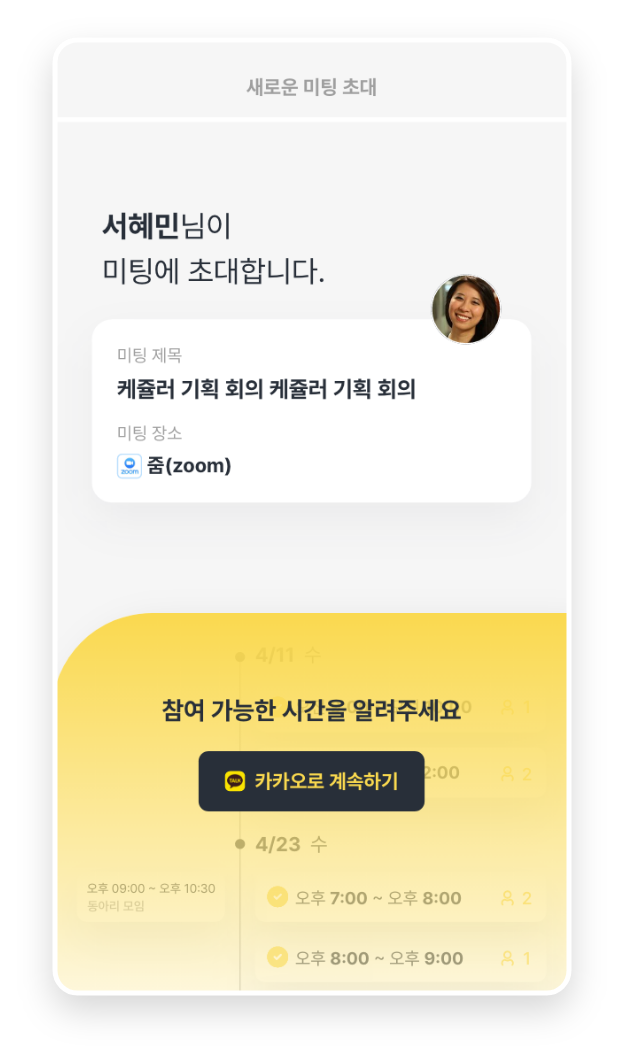 새로운 미팅 초대
서혜민님이
미팅에 초대합니다.
미팅 제목
케쥴러 기획 회의 케쥴러 기획 회의
미팅 장소
zoom 줌(zoom)
4/11 수
참여 가능한 시간을 알려주세요
1
TALK 카카오로 계속하기
2:00 2
4/23 수
오후 09:00 ~ 오후 10:30
동아리 모임
오후 7:00 ~ 오후 8:00 2
오후 8:00 ~ 오후 9:00 1